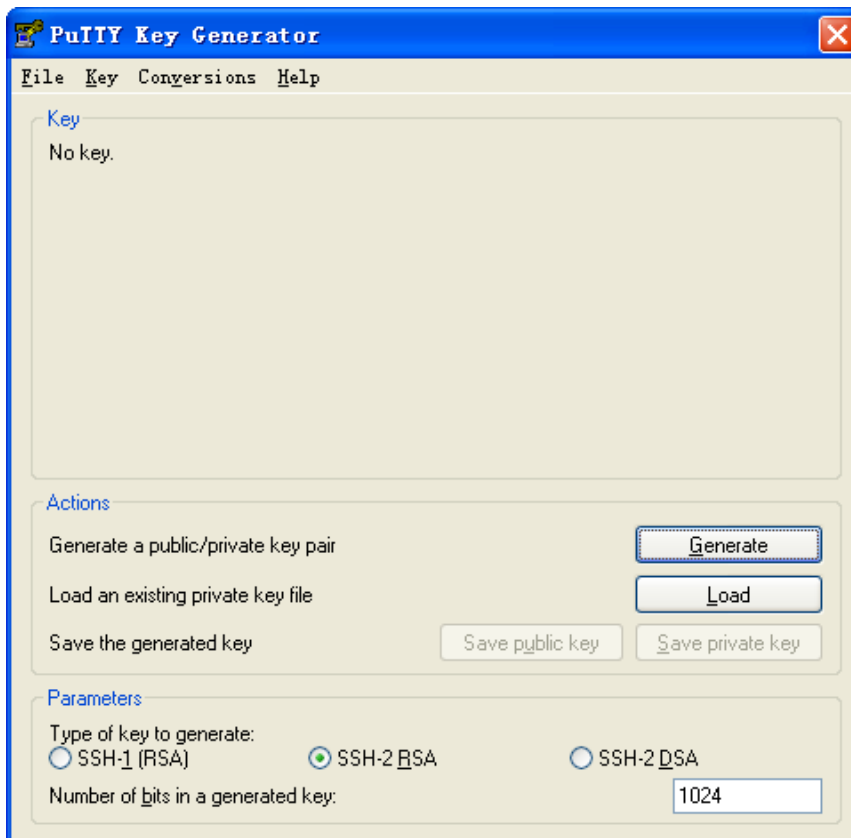 PuTTY Key Generator
File Key Conversions Help
Key
No key.
Actions
Generate a public/private key pair Generate
Load an existing private key file Load
Save the generated key Save public key Save private key
Parameters
Type of key to generate:
SSH-1 (RSA) SSH-2 RSA SSH-2 DSA
Number of bits in a generated key: 1024